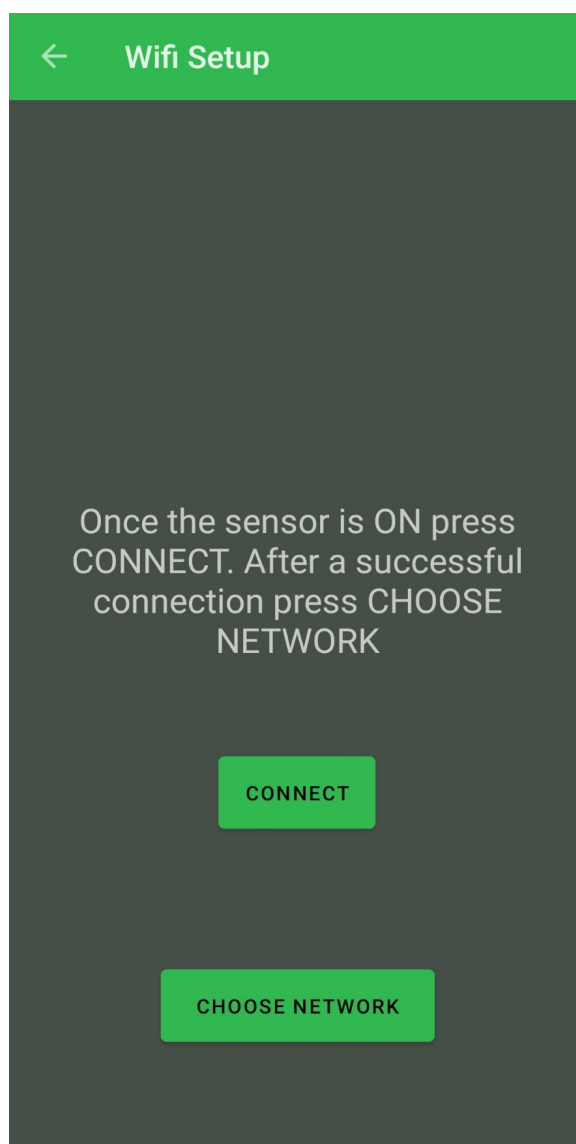 Wifi Setup
Once the sensor is ON press
CONNECT. After a successful
connection press CHOOSE
NETWORK
CONNECT
CHOOSE NETWORK